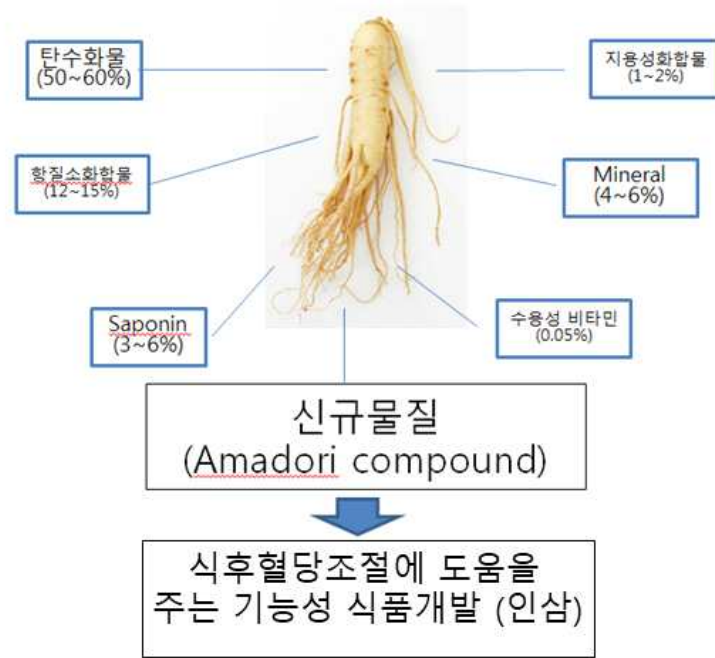 탄수화물
(50~60%)
지용성화합물
(1~2%)
항질소화합물
(12~15%)
Mineral
(4~6%)
Saponin
(3~6%)
수용성 비타민
(0.05%)
신규물질
(Amadori compound)
식후혈당조절에 도움을
주는 기능성 식품개발 (인삼)